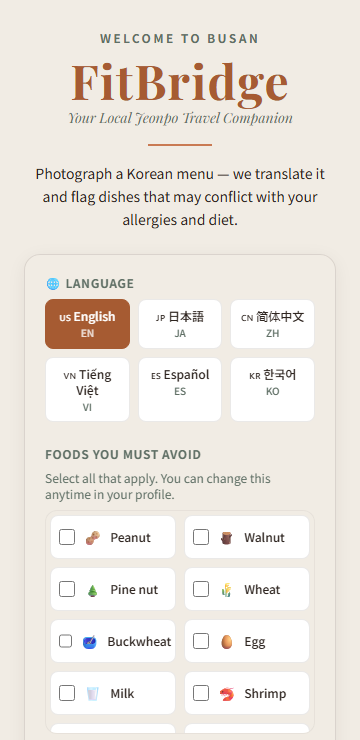 WELCOME TO BUSAN
FitBridge
Your Local Jeonpo Travel Companion
Photograph a Korean menu — we translate it
and flag dishes that may conflict with your
allergies and diet.
LANGUAGE
US English
EN
JP 日本語
JA
CN 简体中文
ZH
VN Tiếng
Việt
VI
ES Español
ES
KR 한국어
KO
FOODS YOU MUST AVOID
Select all that apply. You can change this
anytime in your profile.
Peanut
Walnut
Pine nut
Wheat
Buckwheat
Egg
Milk
Shrimp